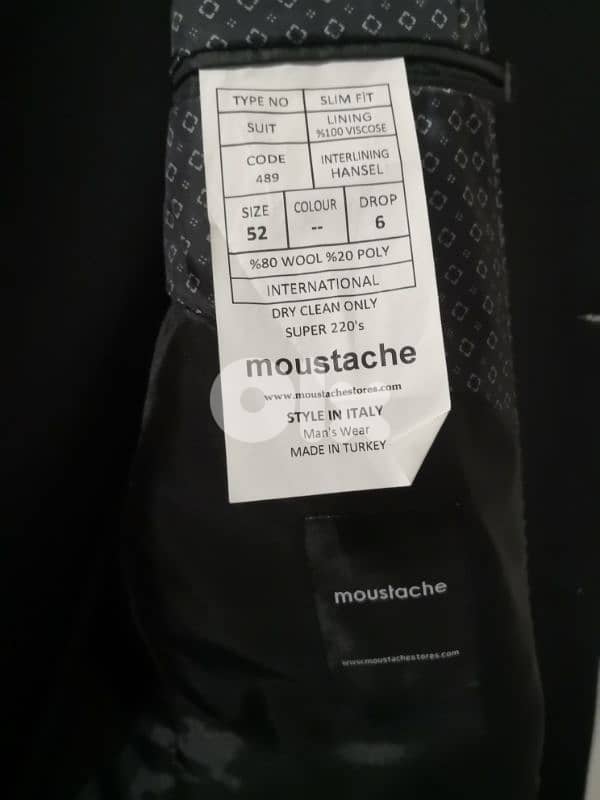 TYPE NO SLIM FİT
SUIT LINING %100 VISCOSE
CODE 489 INTERLINING HANSEL
SIZE 52 COLOUR -- DROP 6
%80 WOOL %20 POLY
INTERNATIONAL
DRY CLEAN ONLY
SUPER 220's
moustache
www.moustachestores.com
STYLE IN ITALY
Man's Wear
MADE IN TURKEY
moustache
www.moustachestores.com